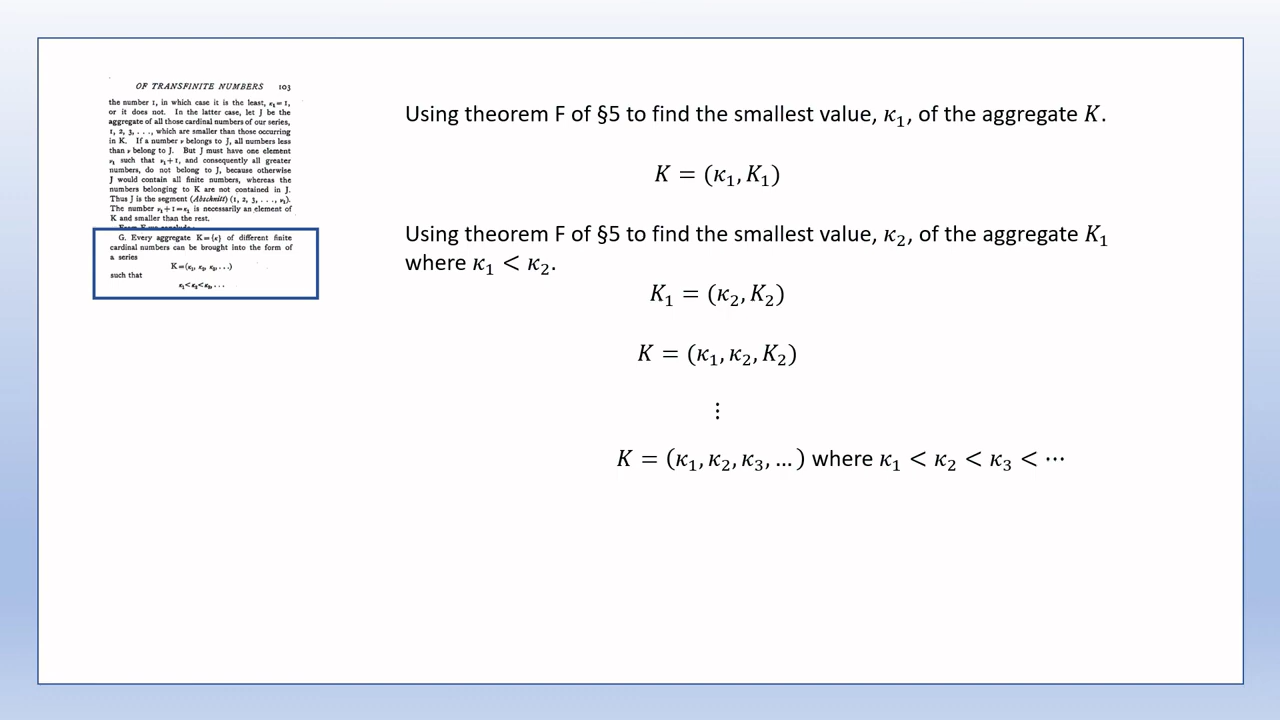 OF TRANSFINITE NUMBERS 103
the number 1, in which case it is the least, κ₁=1,
or it does not. In the latter case, let J be the
aggregate of all those cardinal numbers of our series,
1, 2, 3, . . ., which are smaller than those occurring
in K. If a number ν belongs to J, all numbers less
than ν belong to J. But J must have one element
ν₁ such that ν₁+1, and consequently all greater
numbers, do not belong to J, because otherwise
J would contain all finite numbers, whereas the
numbers belonging to K are not contained in J.
Thus J is the segment (Abschnitt) (1, 2, 3, . . ., ν₁).
The number ν₁+1=κ₁ is necessarily an element of
K and smaller than the rest.
G. Every aggregate K={κ} of different finite
cardinal numbers can be brought into the form of
a series
K=(κ₁, κ₂, κ₃, . . .)
such that
κ₁<κ₂<κ₃, . . .
Using theorem F of §5 to find the smallest value, κ₁, of the aggregate K.
K = (κ₁, K₁)
Using theorem F of §5 to find the smallest value, κ₂, of the aggregate K₁
where κ₁ < κ₂.
K₁ = (κ₂, K₂)
K = (κ₁, κ₂, K₂)
⋮
K = (κ₁, κ₂, κ₃, … ) where κ₁ < κ₂ < κ₃ < ⋯